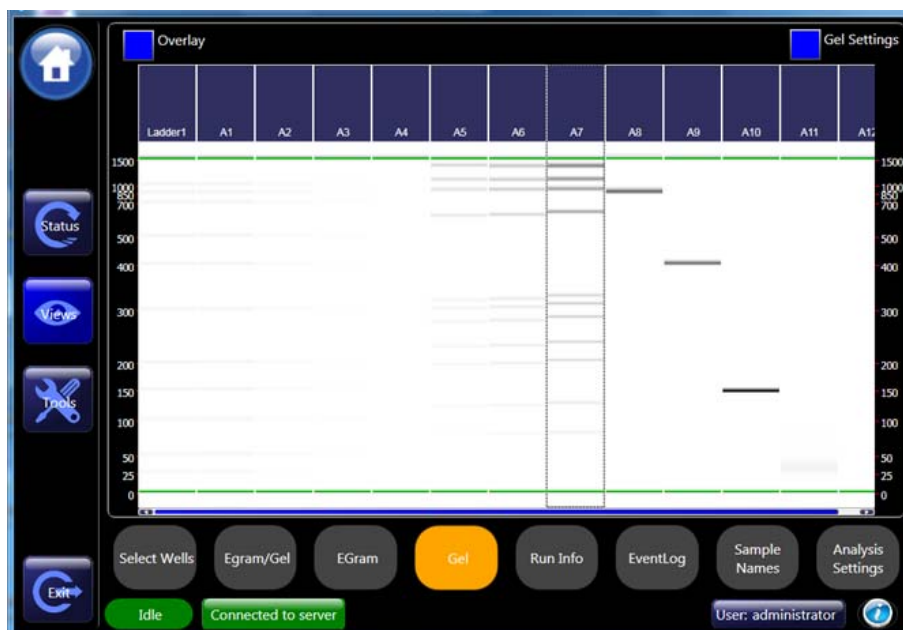 Overlay
Gel Settings
Ladder1 A1 A2 A3 A4 A5 A6 A7 A8 A9 A10 A11 A12
1500 1500
1000 1000
850 850
700 700
500 500
400 400
300 300
200 200
150 150
100 100
50 50
25 25
0 0
Status
Views
Tools
Exit
Select Wells
Egram/Gel
EGram
Gel
Run Info
EventLog
Sample
Names
Analysis
Settings
Idle
Connected to server
User: administrator